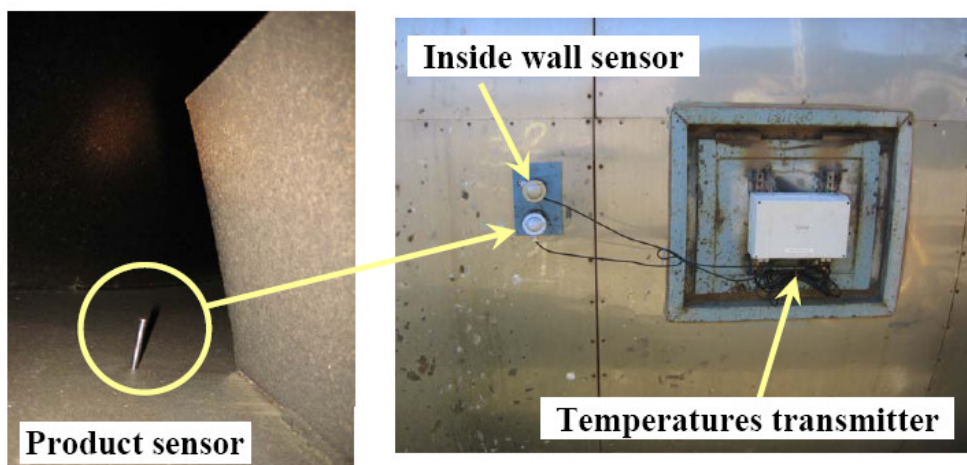 Product sensor
Inside wall sensor
Temperatures transmitter